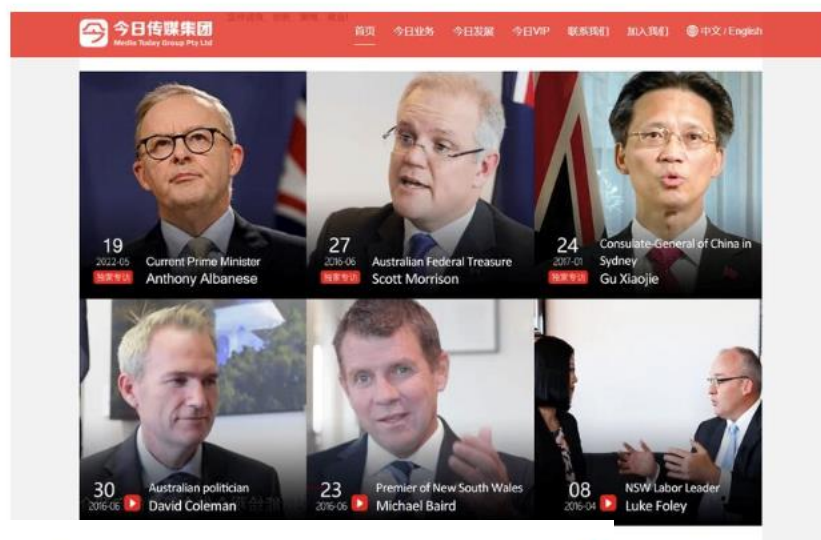 今日传媒集团
Media Today Group Pty Ltd
首页 今日业务 今日发展 今日VIP 联系我们 加入我们 中文 / English
19
2022-05
独家专访
Current Prime Minister
Anthony Albanese
27
2016-06
独家专访
Australian Federal Treasure
Scott Morrison
24
2017-01
独家专访
Consulate-General of China in
Sydney
Gu Xiaojie
30
2016-06
Australian politician
David Coleman
23
2016-06
Premier of New South Wales
Michael Baird
08
2016-04
NSW Labor Leader
Luke Foley